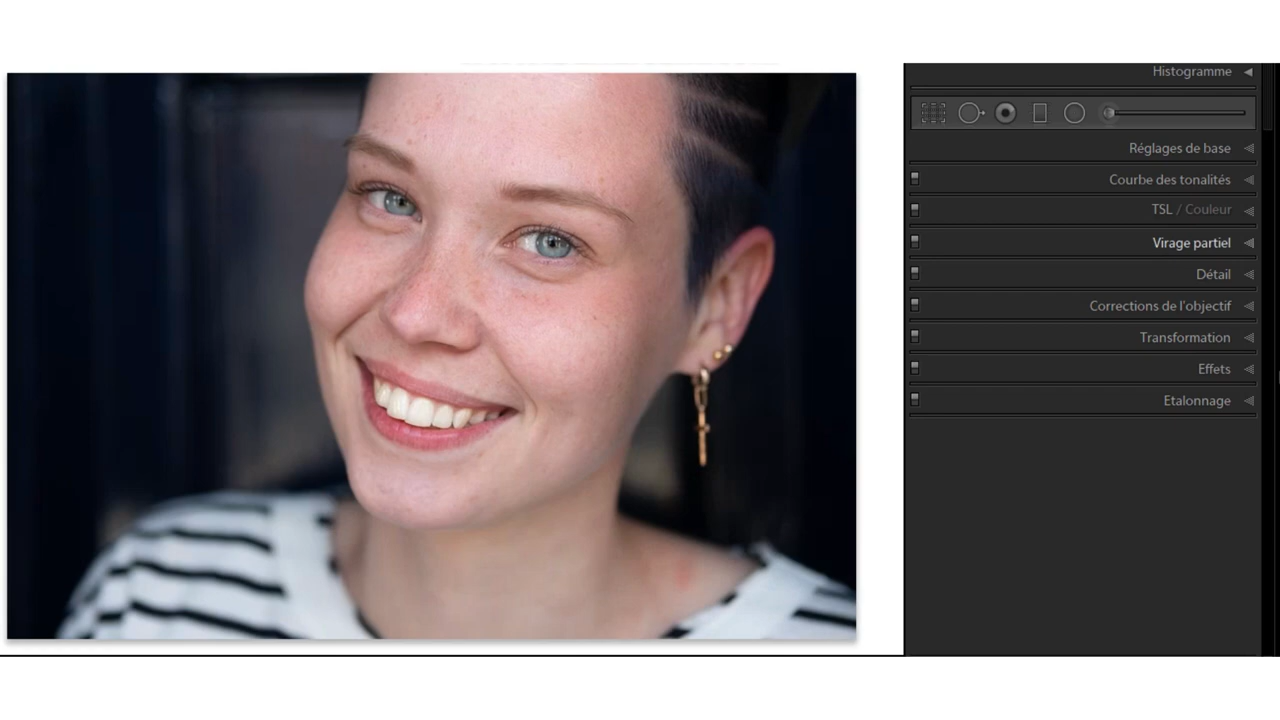 Histogramme
Réglages de base
Courbe des tonalités
TSL / Couleur
Virage partiel
Détail
Corrections de l'objectif
Transformation
Effets
Etalonnage